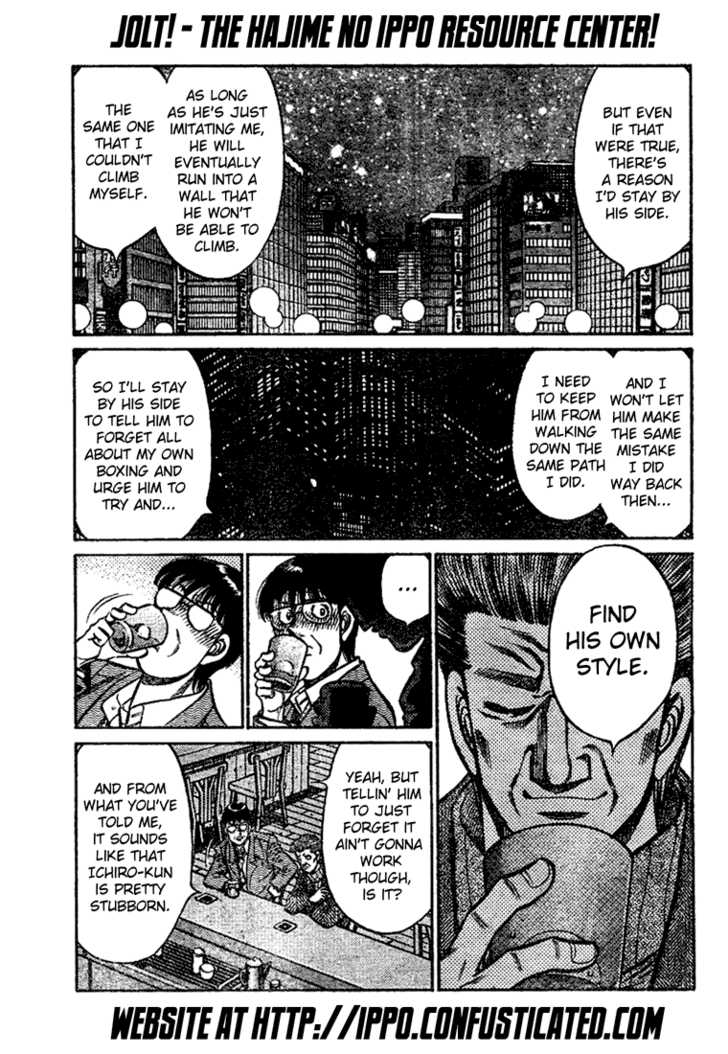 JOLT! - THE HAJIME NO IPPO RESOURCE CENTER!
BUT EVEN
IF THAT
WERE TRUE,
THERE'S
A REASON
I'D STAY BY
HIS SIDE.
AS LONG
AS HE'S JUST
IMITATING ME,
HE WILL
EVENTUALLY
RUN INTO A
WALL THAT
HE WON'T
BE ABLE TO
CLIMB.
THE
SAME ONE
THAT I
COULDN'T
CLIMB
MYSELF.
AND I
WON'T LET
HIM MAKE
THE SAME
MISTAKE
I DID
WAY BACK
THEN...
I NEED
TO KEEP
HIM FROM
WALKING
DOWN THE
SAME PATH
I DID.
SO I'LL STAY
BY HIS SIDE
TO TELL HIM TO
FORGET ALL
ABOUT MY OWN
BOXING AND
URGE HIM TO
TRY AND...
FIND
HIS OWN
STYLE.
...
YEAH, BUT
TELLIN' HIM
TO JUST
FORGET IT
AIN'T GONNA
WORK
THOUGH,
IS IT?
AND FROM
WHAT YOU'VE
TOLD ME,
IT SOUNDS
LIKE THAT
ICHIRO-KUN
IS PRETTY
STUBBORN.
WEBSITE AT HTTP://IPPO.CONFUSTICATED.COM